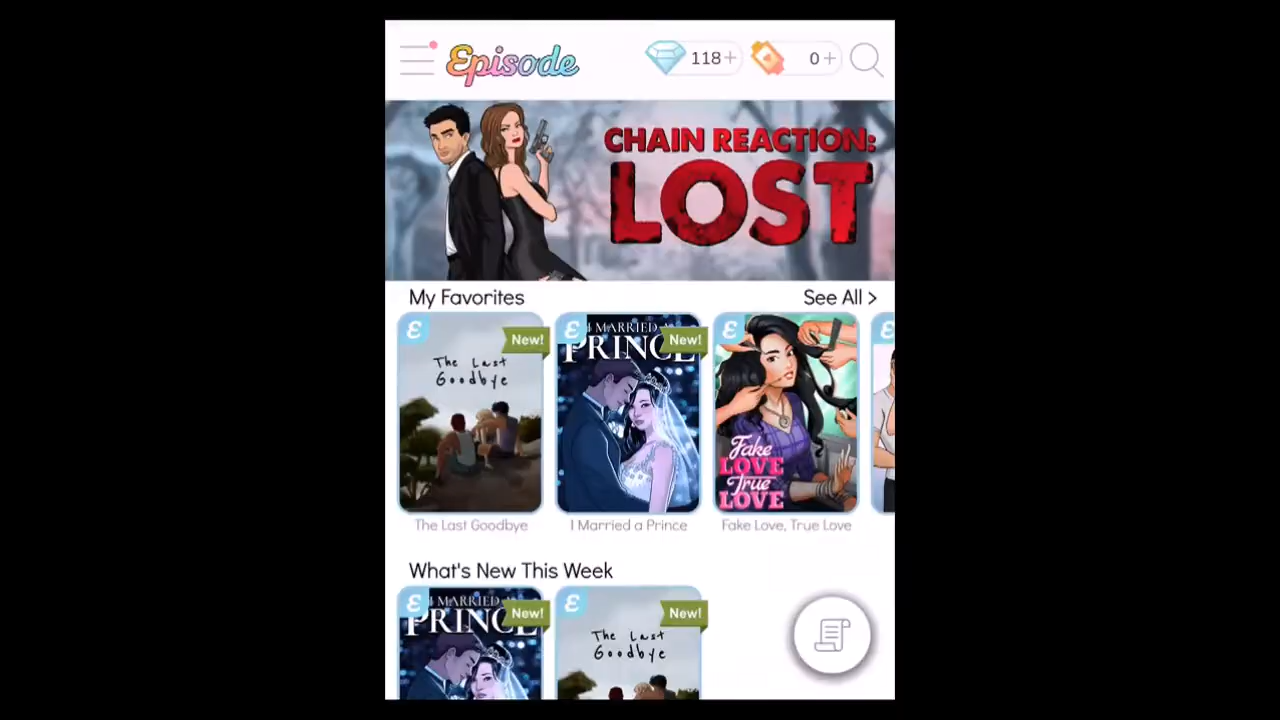 Episode
118+
0+
CHAIN REACTION:
LOST
My Favorites
See All >
New!
The Last
Goodbye
New!
I MARRIED A
PRINCE
Fake
LOVE
True
LOVE
The Last Goodbye
I Married a Prince
Fake Love, True Love
What's New This Week
New!
I MARRIED A
PRINCE
New!
The Last
Goodbye